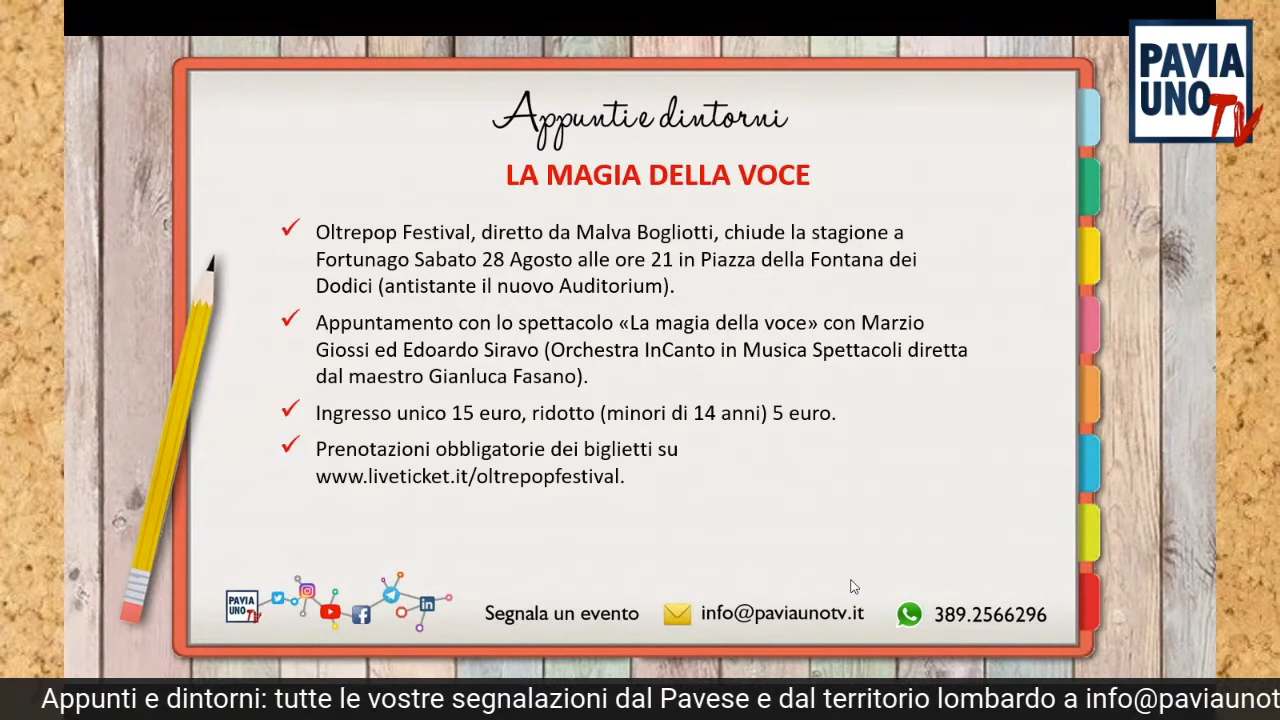 PAVIA
UNO TV
Appunti e dintorni
LA MAGIA DELLA VOCE
✓ Oltrepop Festival, diretto da Malva Bogliotti, chiude la stagione a
Fortunago Sabato 28 Agosto alle ore 21 in Piazza della Fontana dei
Dodici (antistante il nuovo Auditorium).
✓ Appuntamento con lo spettacolo «La magia della voce» con Marzio
Giossi ed Edoardo Siravo (Orchestra InCanto in Musica Spettacoli diretta
dal maestro Gianluca Fasano).
✓ Ingresso unico 15 euro, ridotto (minori di 14 anni) 5 euro.
✓ Prenotazioni obbligatorie dei biglietti su
www.liveticket.it/oltrepopfestival.
PAVIA
UNO TV
Segnala un evento info@paviaunotv.it 389.2566296
Appunti e dintorni: tutte le vostre segnalazioni dal Pavese e dal territorio lombardo a info@paviaunot